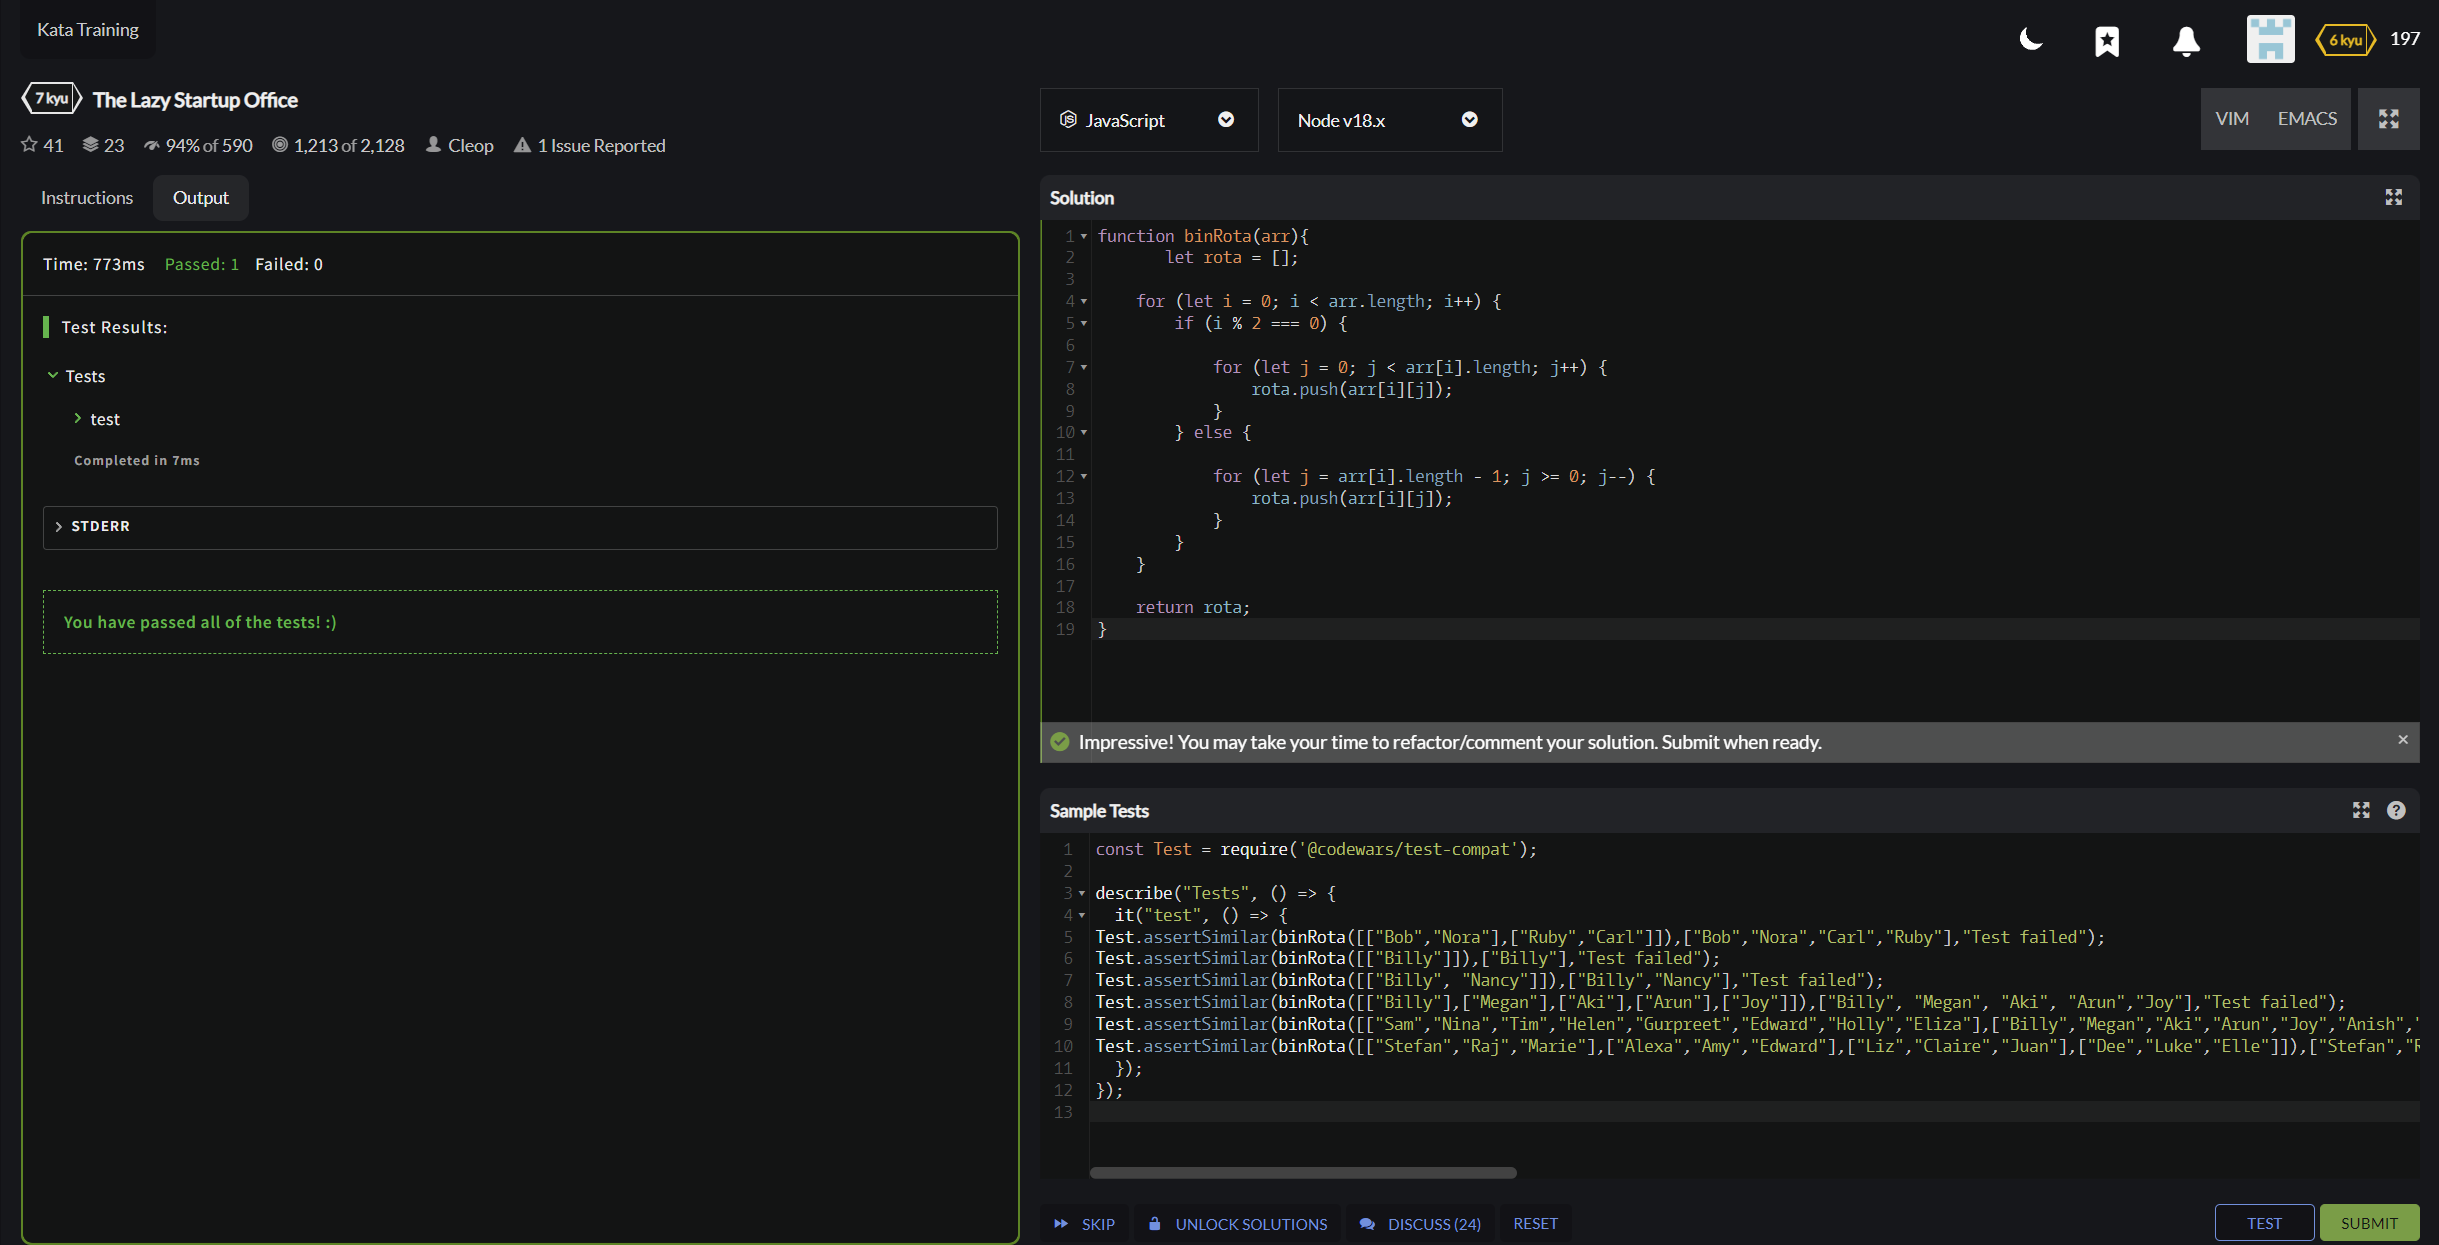 Kata Training
6 kyu 197
7 kyu The Lazy Startup Office
41 23 94% of 590 1,213 of 2,128 Cleop 1 Issue Reported
Instructions Output
Time: 773ms Passed: 1 Failed: 0
Test Results:
Tests
test
Completed in 7ms
STDERR
You have passed all of the tests! :)
JavaScript Node v18.x VIM EMACS
Solution
1 function binRota(arr){
2 let rota = [];
3
4 for (let i = 0; i < arr.length; i++) {
5 if (i % 2 === 0) {
6
7 for (let j = 0; j < arr[i].length; j++) {
8 rota.push(arr[i][j]);
9 }
10 } else {
11
12 for (let j = arr[i].length - 1; j >= 0; j--) {
13 rota.push(arr[i][j]);
14 }
15 }
16 }
17
18 return rota;
19 }
Impressive! You may take your time to refactor/comment your solution. Submit when ready.
Sample Tests
1 const Test = require('@codewars/test-compat');
2
3 describe("Tests", () => {
4 it("test", () => {
5 Test.assertSimilar(binRota([["Bob","Nora"],["Ruby","Carl"]]),["Bob","Nora","Carl","Ruby"],"Test failed");
6 Test.assertSimilar(binRota([["Billy"]]),["Billy"],"Test failed");
7 Test.assertSimilar(binRota([["Billy", "Nancy"]]),["Billy","Nancy"],"Test failed");
8 Test.assertSimilar(binRota([["Billy"],["Megan"],["Aki"],["Arun"],["Joy"]]),["Billy", "Megan", "Aki", "Arun","Joy"],"Test failed");
9 Test.assertSimilar(binRota([["Sam","Nina","Tim","Helen","Gurpreet","Edward","Holly","Eliza"],["Billy","Megan","Aki","Arun","Joy","Anish","
10 Test.assertSimilar(binRota([["Stefan","Raj","Marie"],["Alexa","Amy","Edward"],["Liz","Claire","Juan"],["Dee","Luke","Elle"]]),["Stefan","R
11 });
12 });
13
SKIP UNLOCK SOLUTIONS DISCUSS (24) RESET TEST SUBMIT